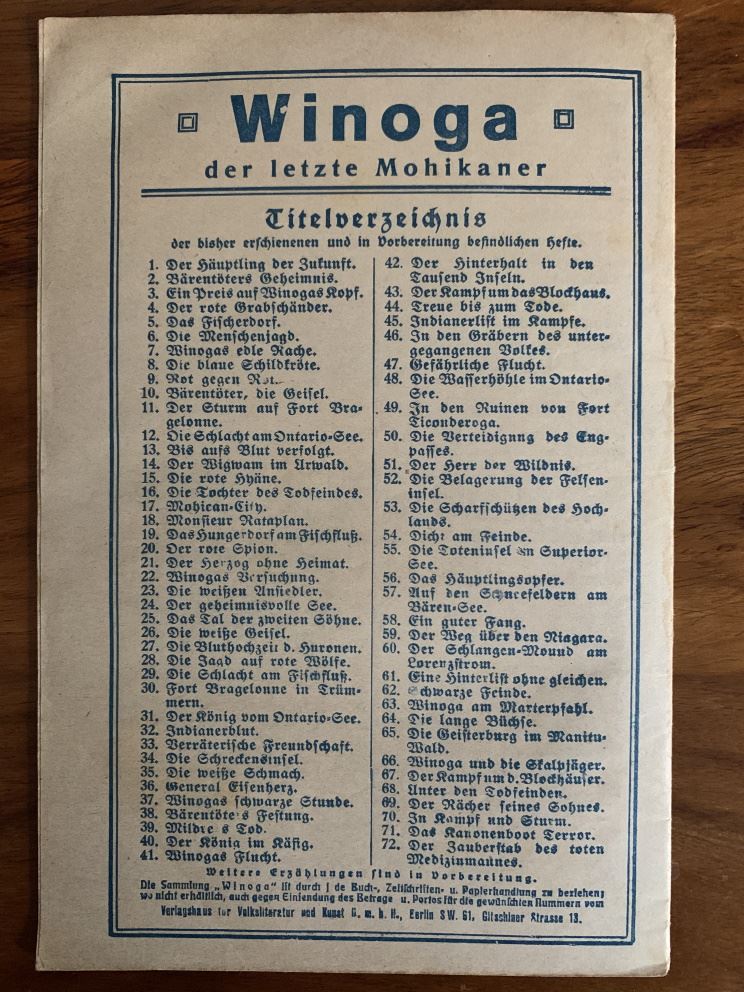 Winoga
der letzte Mohikaner
Titelverzeichnis
der bisher erschienenen und in Vorbereitung befindlichen Hefte.
1. Der Häuptling der Zukunft.
2. Bärentöters Geheimnis.
3. Ein Preis auf Winogas Kopf.
4. Der rote Grabschänder.
5. Das Fischerdorf.
6. Die Menschenjagd.
7. Winogas edle Rache.
8. Die blaue Schildkröte.
9. Rot gegen Rot.
10. Bärentöter, die Geisel.
11. Der Sturm auf Fort Bra-
gelonne.
12. Die Schlacht am Ontario-See.
13. Bis aufs Blut verfolgt.
14. Der Wigwam im Urwald.
15. Die rote Hyäne.
16. Die Tochter des Todfeindes.
17. Mohican-City.
18. Monsieur Rataplan.
19. Das Hungerdorf am Fischfluß.
20. Der rote Spion.
21. Der Herzog ohne Heimat.
22. Winogas Versuchung.
23. Die weißen Ansiedler.
24. Der geheimnisvolle See.
25. Das Tal der zweiten Söhne.
26. Die weiße Geisel.
27. Die Bluthochzeit d. Huronen.
28. Die Jagd auf rote Wölfe.
29. Die Schlacht am Fischfluß.
30. Fort Bragelonne in Trüm-
mern.
31. Der König vom Ontario-See.
32. Indianerblut.
33. Verräterische Freundschaft.
34. Die Schreckensinsel.
35. Die weiße Schmach.
36. General Eisenherz.
37. Winogas schwarze Stunde.
38. Bärentöters Festung.
39. Mildreds Tod.
40. Der König im Käfig.
41. Winogas Flucht.
42. Der Hinterhalt in den
Tausend Inseln.
43. Der Kampf um das Blockhaus.
44. Treue bis zum Tode.
45. Indianerlist im Kampfe.
46. In den Gräbern des unter-
gegangenen Volkes.
47. Gefährliche Flucht.
48. Die Wasserhöhle im Ontario-
See.
49. In den Ruinen von Fort
Ticonderoga.
50. Die Verteidigung des Eng-
passes.
51. Der Herr der Wildnis.
52. Die Belagerung der Felsen-
insel.
53. Die Scharfschützen des Hoch-
lands.
54. Dicht am Feinde.
55. Die Toteninsel im Superior-
See.
56. Das Häuptlingsopfer.
57. Auf den Schneefeldern am
Bären-See.
58. Ein guter Fang.
59. Der Weg über den Niagara.
60. Der Schlangen-Mound am
Lorenzstrom.
61. Eine Hinterlist ohne gleichen.
62. Schwarze Feinde.
63. Winoga am Marterpfahl.
64. Die lange Büchse.
65. Die Geisterburg im Manitu-
Wald.
66. Winoga und die Skalpjäger.
67. Der Kampf um d. Blockhäuser.
68. Unter den Todfeinden.
69. Der Rächer seines Sohnes.
70. In Kampf und Sturm.
71. Das Kanonenboot Terror.
72. Der Zauberstab des toten
Medizinmannes.
Weitere Erzählungen sind in Vorbereitung.
Die Sammlung „Winoga" ist durch jede Buch-, Zeitschriften- u. Papierhandlung zu beziehen;
wo nicht erhältlich, auch gegen Einsendung des Betrage u. Portos für die gewünschten Nummern vom
Verlagshaus für Volksliteratur und Kunst G. m. b. H., Berlin SW. 61, Gitschiner Strasse 13.